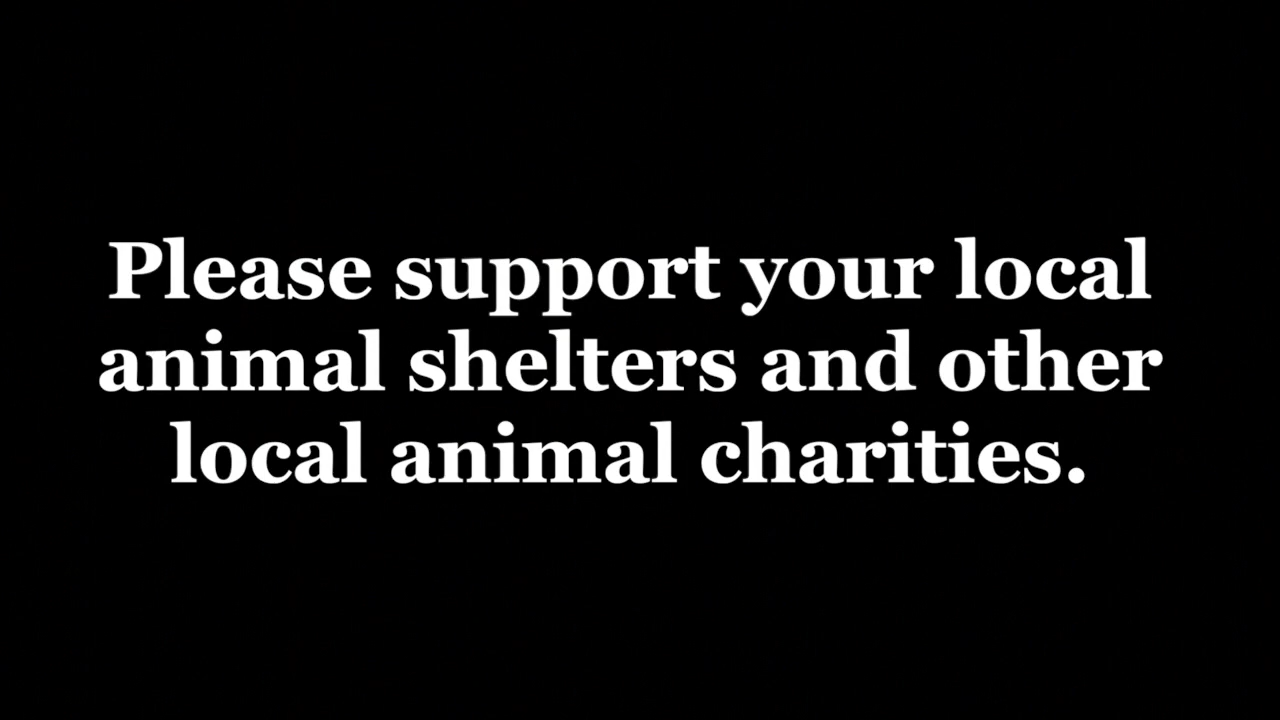 Please support your local
animal shelters and other
local animal charities.